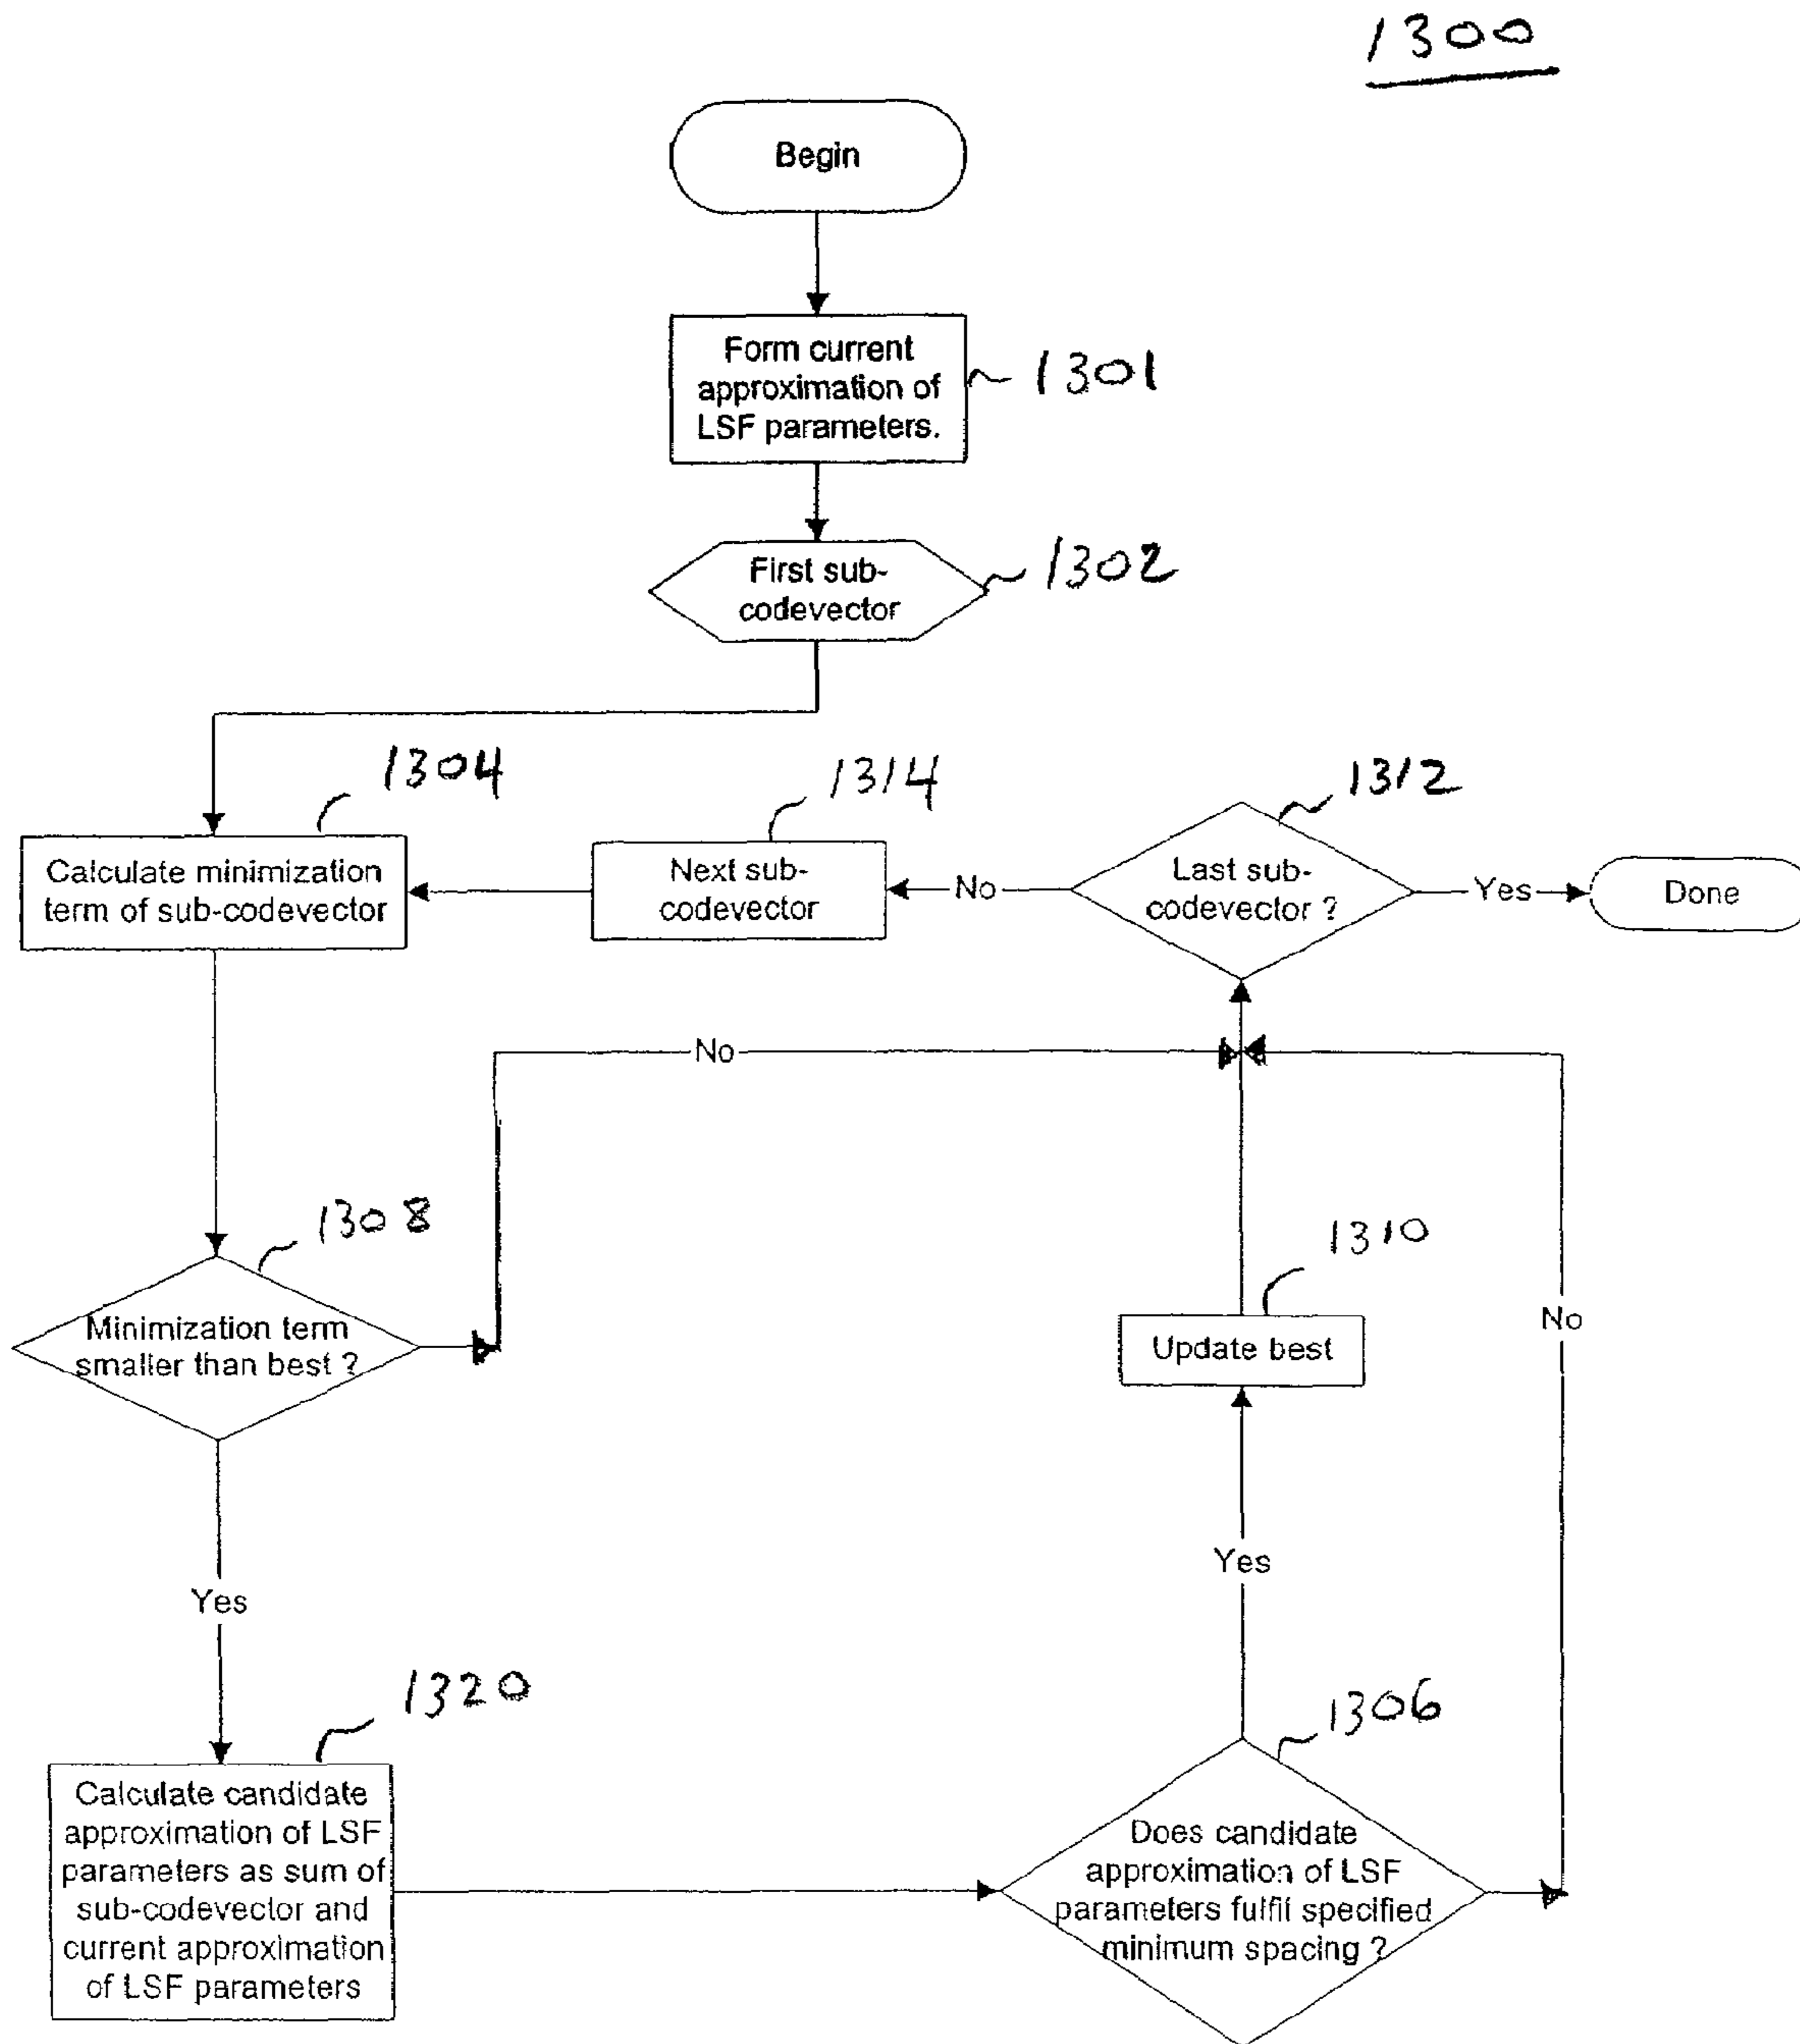 1300
Begin
Form current
approximation of
LSF parameters.
1301
First sub-
codevector
1302
1304
1314
1312
Calculate minimization
term of sub-codevector
Next sub-
codevector
No
Last sub-
codevector ?
Yes
Done
No
1308
1310
Minimization term
smaller than best ?
Update best
No
Yes
Yes
1320
1306
Calculate candidate
approximation of LSF
parameters as sum of
sub-codevector and
current approximation
of LSF parameters
Does candidate
approximation of LSF
parameters fulfil specified
minimum spacing ?